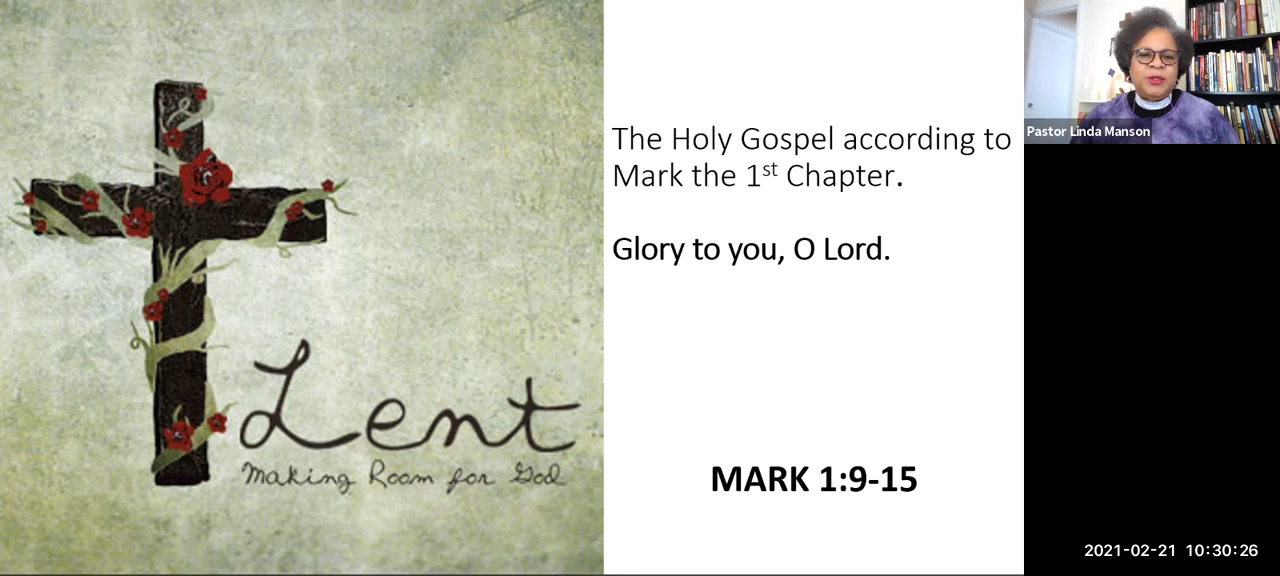 Lent
Making Room for God
The Holy Gospel according to
Mark the 1st Chapter.
Glory to you, O Lord.
MARK 1:9-15
Pastor Linda Manson
2021-02-21 10:30:26